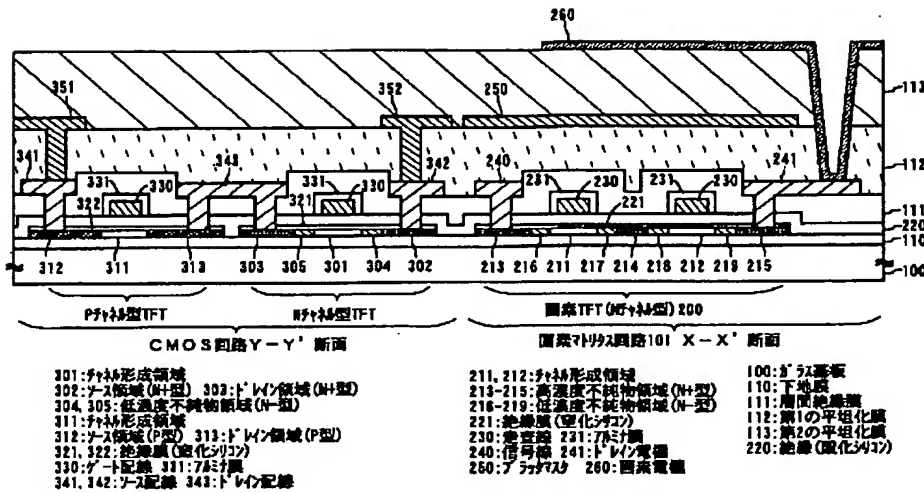 260
351
352
250
113
341
343
342
240
241
112
331
330
331
330
231
230
231
230
322
321
221
111
220
110
312 311 313 303 305 301 304 302 213 216 211 217 214 218 212 219 215
100
Pチャネル型TFT
Nチャネル型TFT
画素TFT(Nチャネル型)200
CMOS回路Y-Y' 断面
画素マトリクス回路101 X-X' 断面
301:チャネル形成領域
302:ソース領域(N+型) 303:ドレイン領域(N+型)
304,305:低濃度不純物領域(N-型)
311:チャネル形成領域
312:ソース領域(P型) 313:ドレイン領域(P型)
321,322:絶縁膜(窒化シリコン)
330:ゲート配線 331:アルミナ膜
341,342:ソース配線 343:ドレイン配線
211,212:チャネル形成領域
213-215:高濃度不純物領域(N+型)
216-219:低濃度不純物領域(N-型)
221:絶縁膜(窒化シリコン)
230:走査線 231:アルミナ膜
240:信号線 241:ドレイン電極
250:ブラックマスク 260:画素電極
100:ガラス基板
110:下地膜
111:層間絶縁膜
112:第1の平坦化膜
113:第2の平坦化膜
220:絶縁(酸化シリコン)